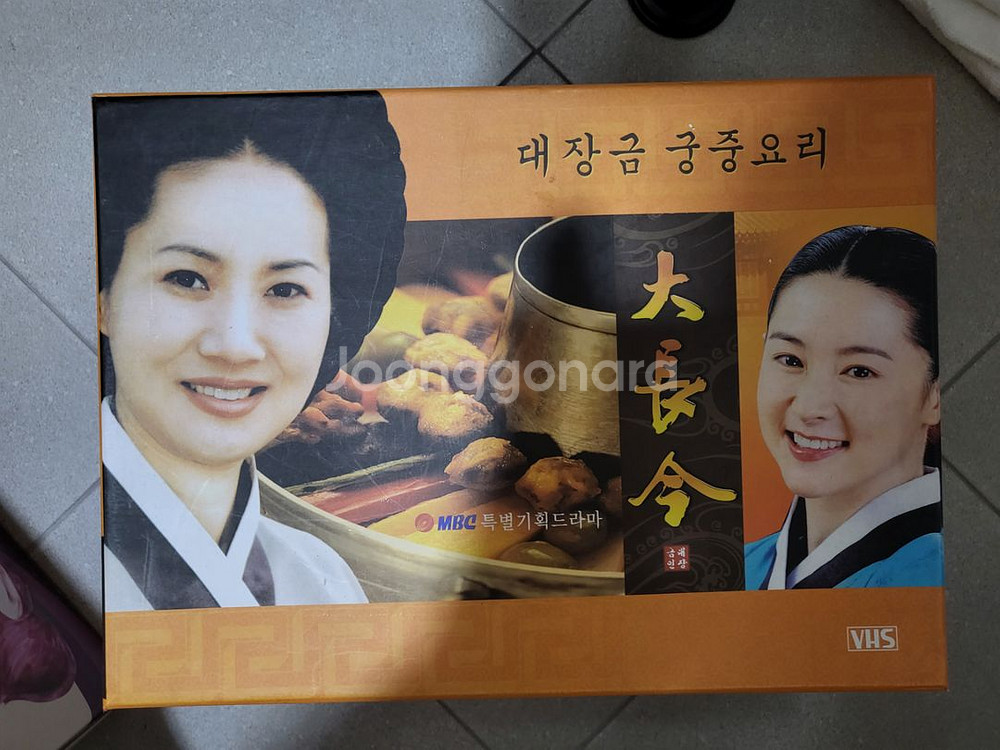 대장금 궁중요리
大長今
MBC 특별기획드라마
VHS
Joonggonara